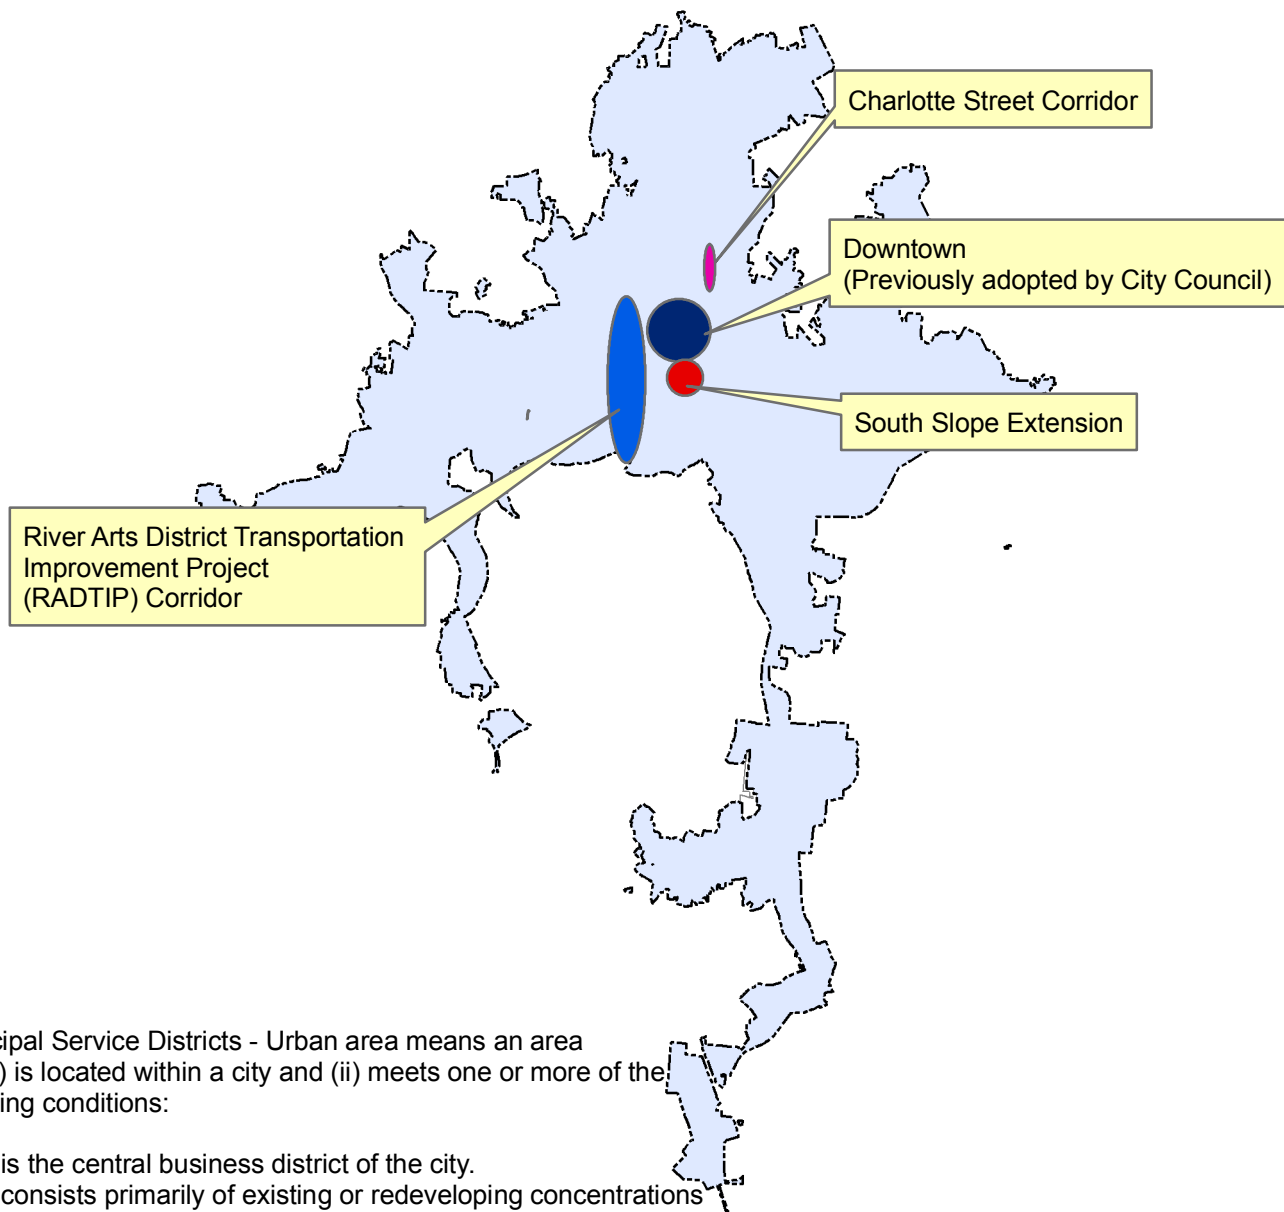 Charlotte Street Corridor
Downtown
(Previously adopted by City Council)
South Slope Extension
River Arts District Transportation
Improvement Project
(RADTIP) Corridor
cipal Service Districts - Urban area means an area
) is located within a city and (ii) meets one or more of the
ing conditions:
is the central business district of the city.
consists primarily of existing or redeveloping concentrations